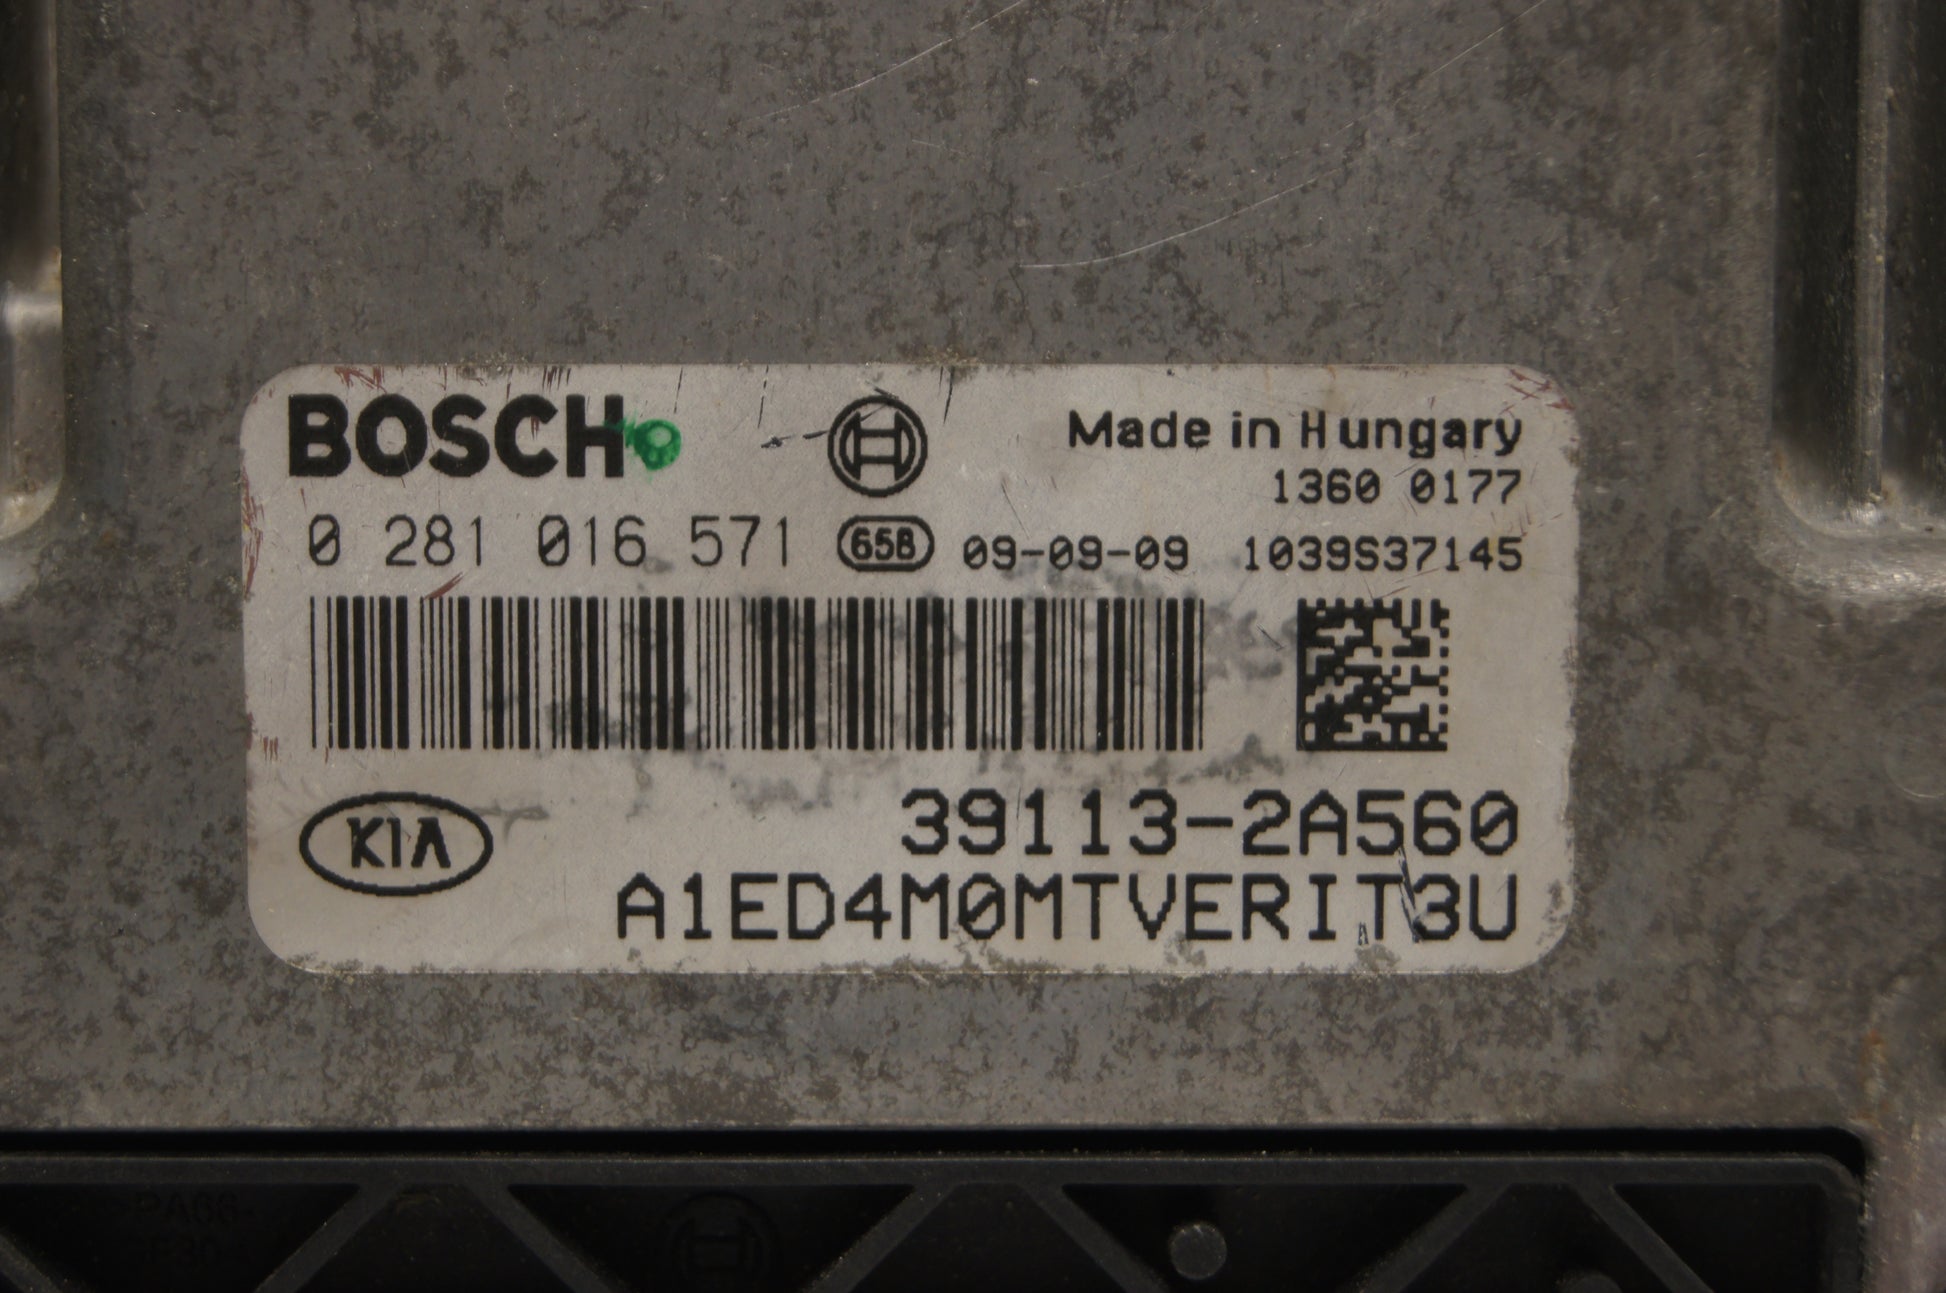 BOSCH
Made in Hungary
1360 0177
0 281 016 571 658 09-09-09 1039S37145
KIA
39113-2A560
A1ED4M0MTVERIT3U
PA66-